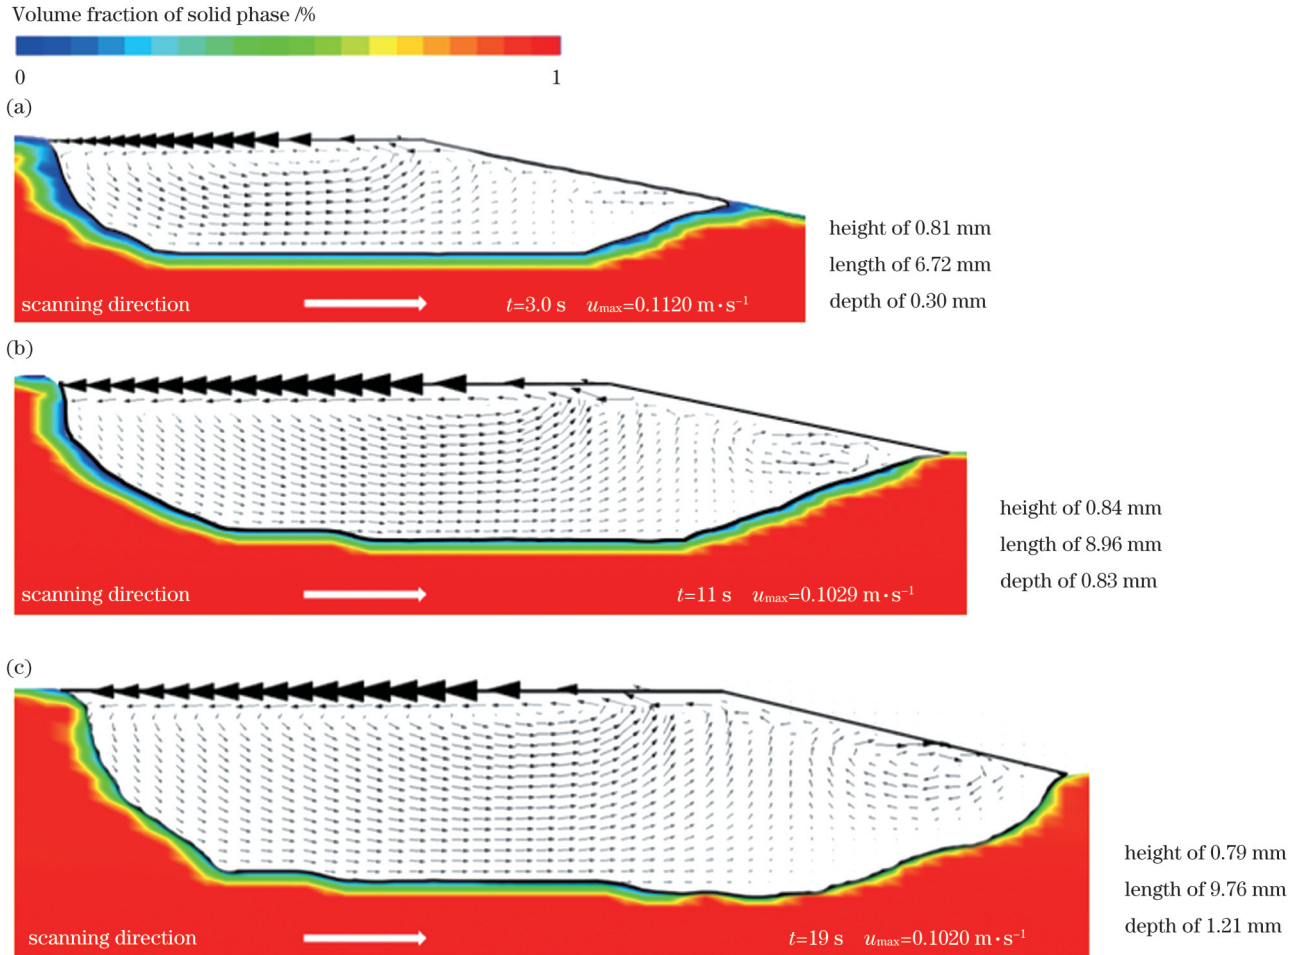 Volume fraction of solid phase /%
0 1
(a)
height of 0.81 mm
length of 6.72 mm
depth of 0.30 mm
scanning direction t=3.0 s umax=0.1120 m·s⁻¹
(b)
height of 0.84 mm
length of 8.96 mm
depth of 0.83 mm
scanning direction t=11 s umax=0.1029 m·s⁻¹
(c)
height of 0.79 mm
length of 9.76 mm
depth of 1.21 mm
scanning direction t=19 s umax=0.1020 m·s⁻¹